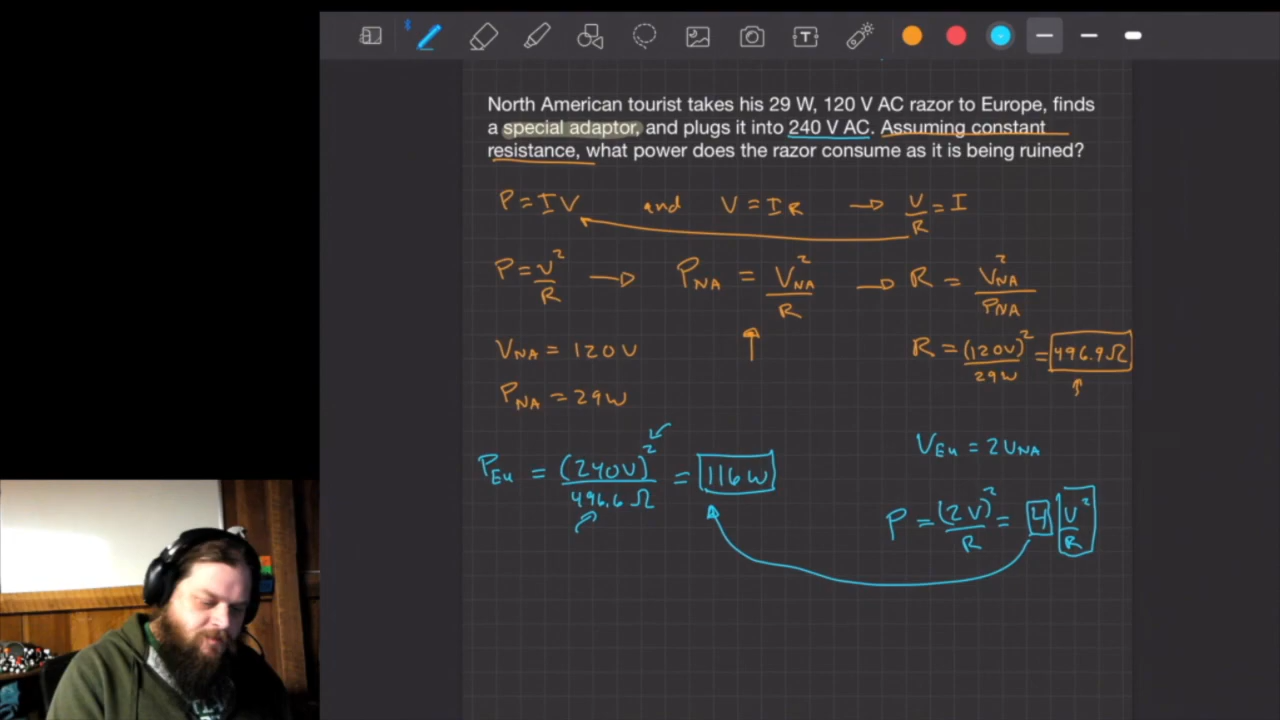 North American tourist takes his 29 W, 120 V AC razor to Europe, finds
a special adaptor, and plugs it into 240 V AC. Assuming constant
resistance, what power does the razor consume as it is being ruined?
P = IV and V = IR → V/R = I
P = V²/R → P_NA = V_NA²/R → R = V_NA²/P_NA
V_NA = 120V
R = (120V)²/29W = 496.9Ω
P_NA = 29W
V_Eu = 2V_NA
P_Eu = (240V)²/496.6Ω = 116W
P = (2V)²/R = 4 V²/R